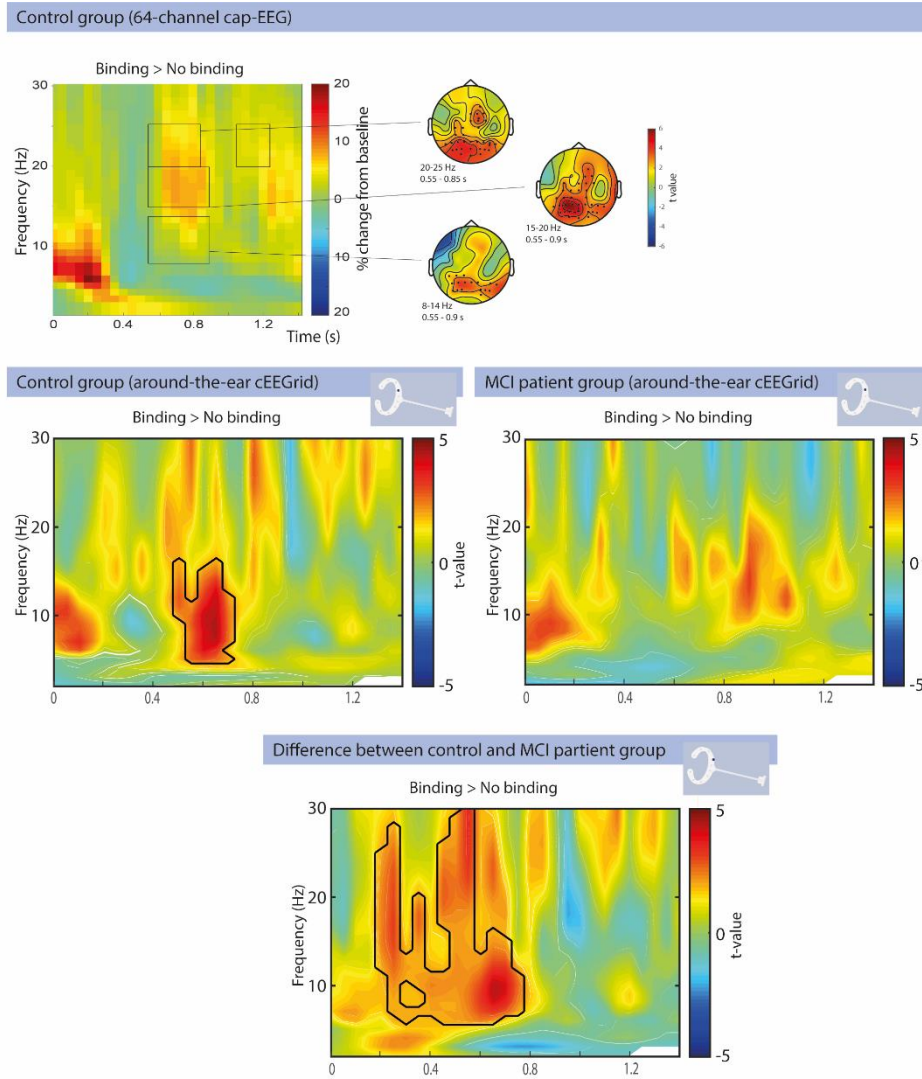 Control group (64-channel cap-EEG)
Binding > No binding
30
20
10
Frequency (Hz)
0
0.4
0.8
1.2
Time (s)
20
10
0
10
20
% change from baseline
20-25 Hz
0.55 - 0.85 s
15-20 Hz
0.55 - 0.9 s
8-14 Hz
0.55 - 0.9 s
6
4
2
0
-2
-4
-6
t value
Control group (around-the-ear cEEGrid)
Binding > No binding
30
20
10
Frequency (Hz)
0
0.4
0.8
1.2
5
0
-5
t-value
MCI patient group (around-the-ear cEEGrid)
Binding > No binding
30
20
10
Frequency (Hz)
0
0.4
0.8
1.2
5
0
-5
t-value
Difference between control and MCI partient group
Binding > No binding
30
20
10
Frequency (Hz)
0
0.4
0.8
1.2
5
0
-5
t-value